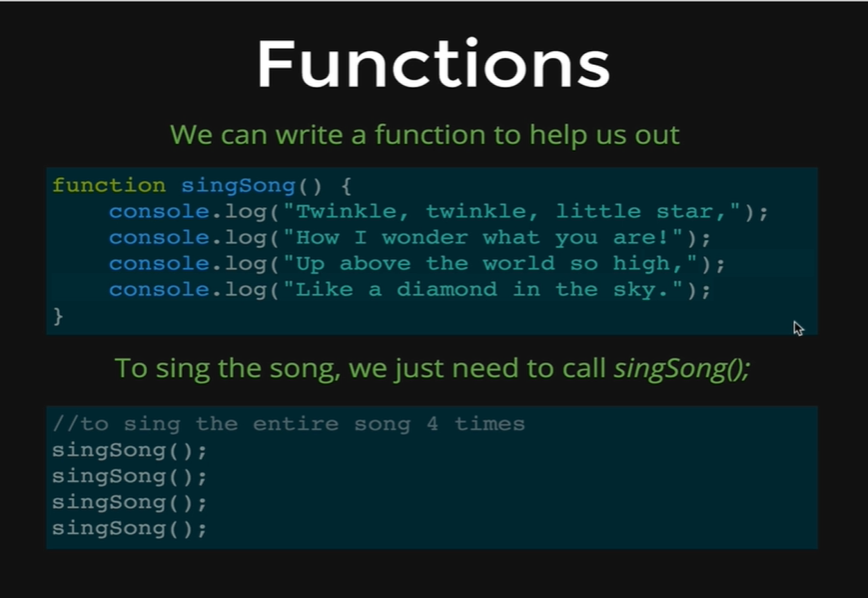 Functions
We can write a function to help us out
function singSong() {
    console.log("Twinkle, twinkle, little star,");
    console.log("How I wonder what you are!");
    console.log("Up above the world so high,");
    console.log("Like a diamond in the sky.");
}
To sing the song, we just need to call singSong();
//to sing the entire song 4 times
singSong();
singSong();
singSong();
singSong();